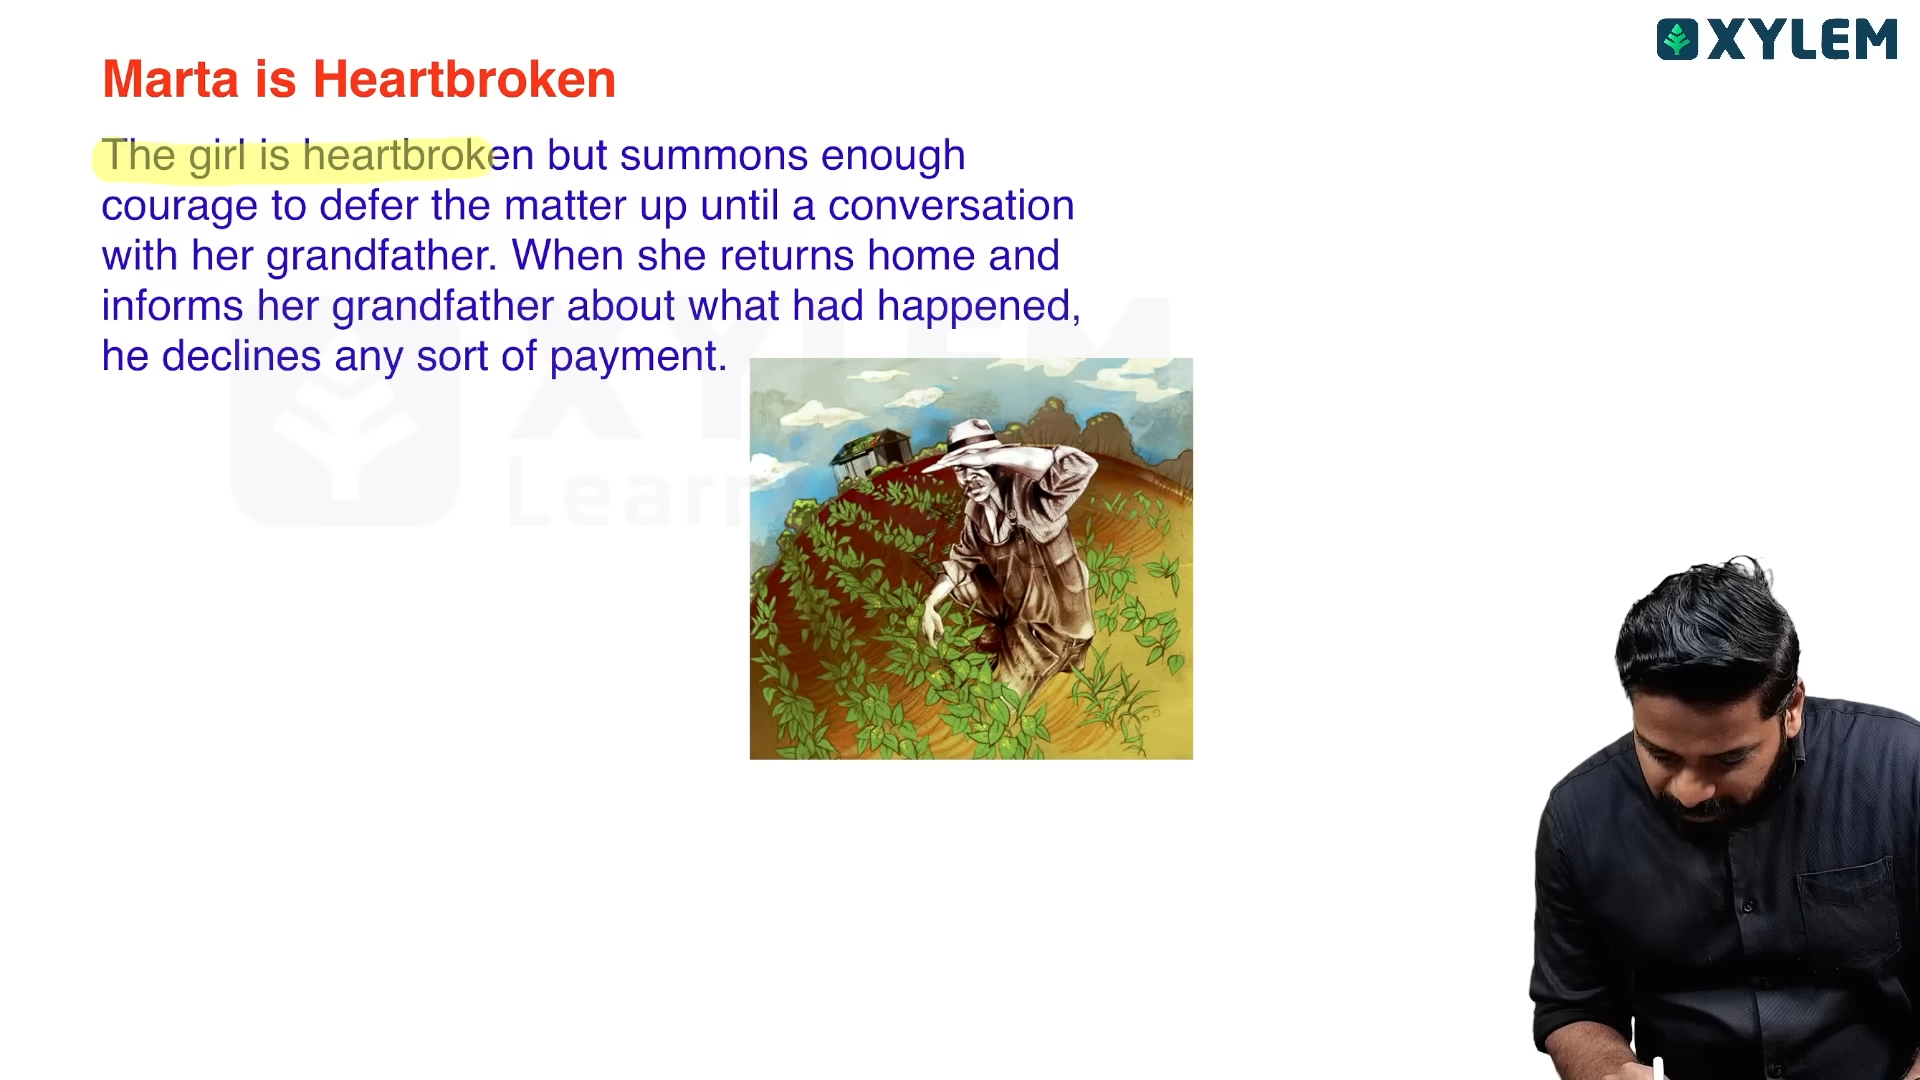 XYLEM
Marta is Heartbroken
The girl is heartbroken but summons enough
courage to defer the matter up until a conversation
with her grandfather. When she returns home and
informs her grandfather about what had happened,
he declines any sort of payment.
XYLEM
Learn